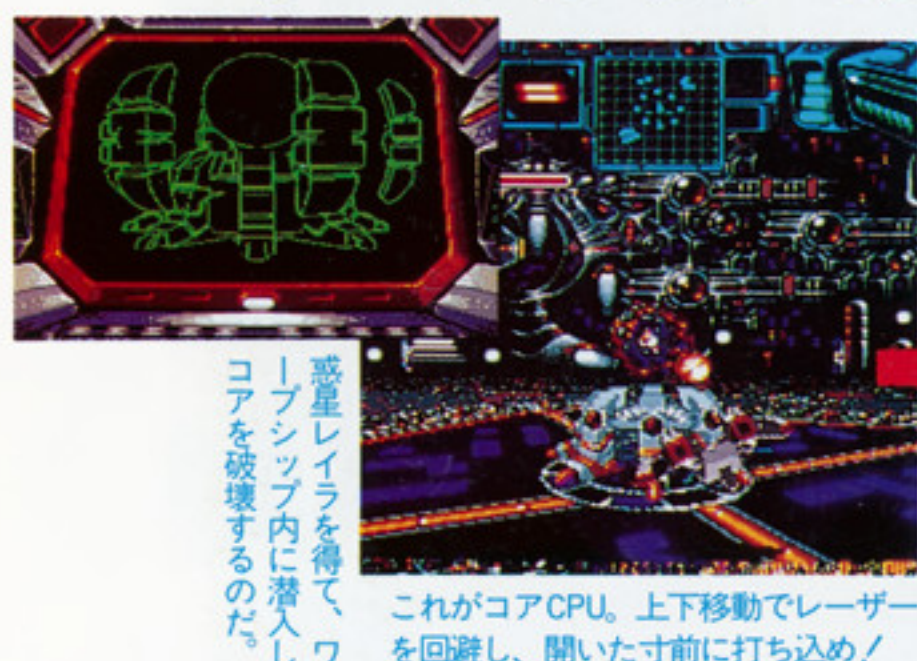 惑星レイラを得て、ワ
ープシップ内に潜入し
コアを破壊するのだ。
これがコアCPU。上下移動でレーザー
を回避し、開いた寸前に打ち込め！